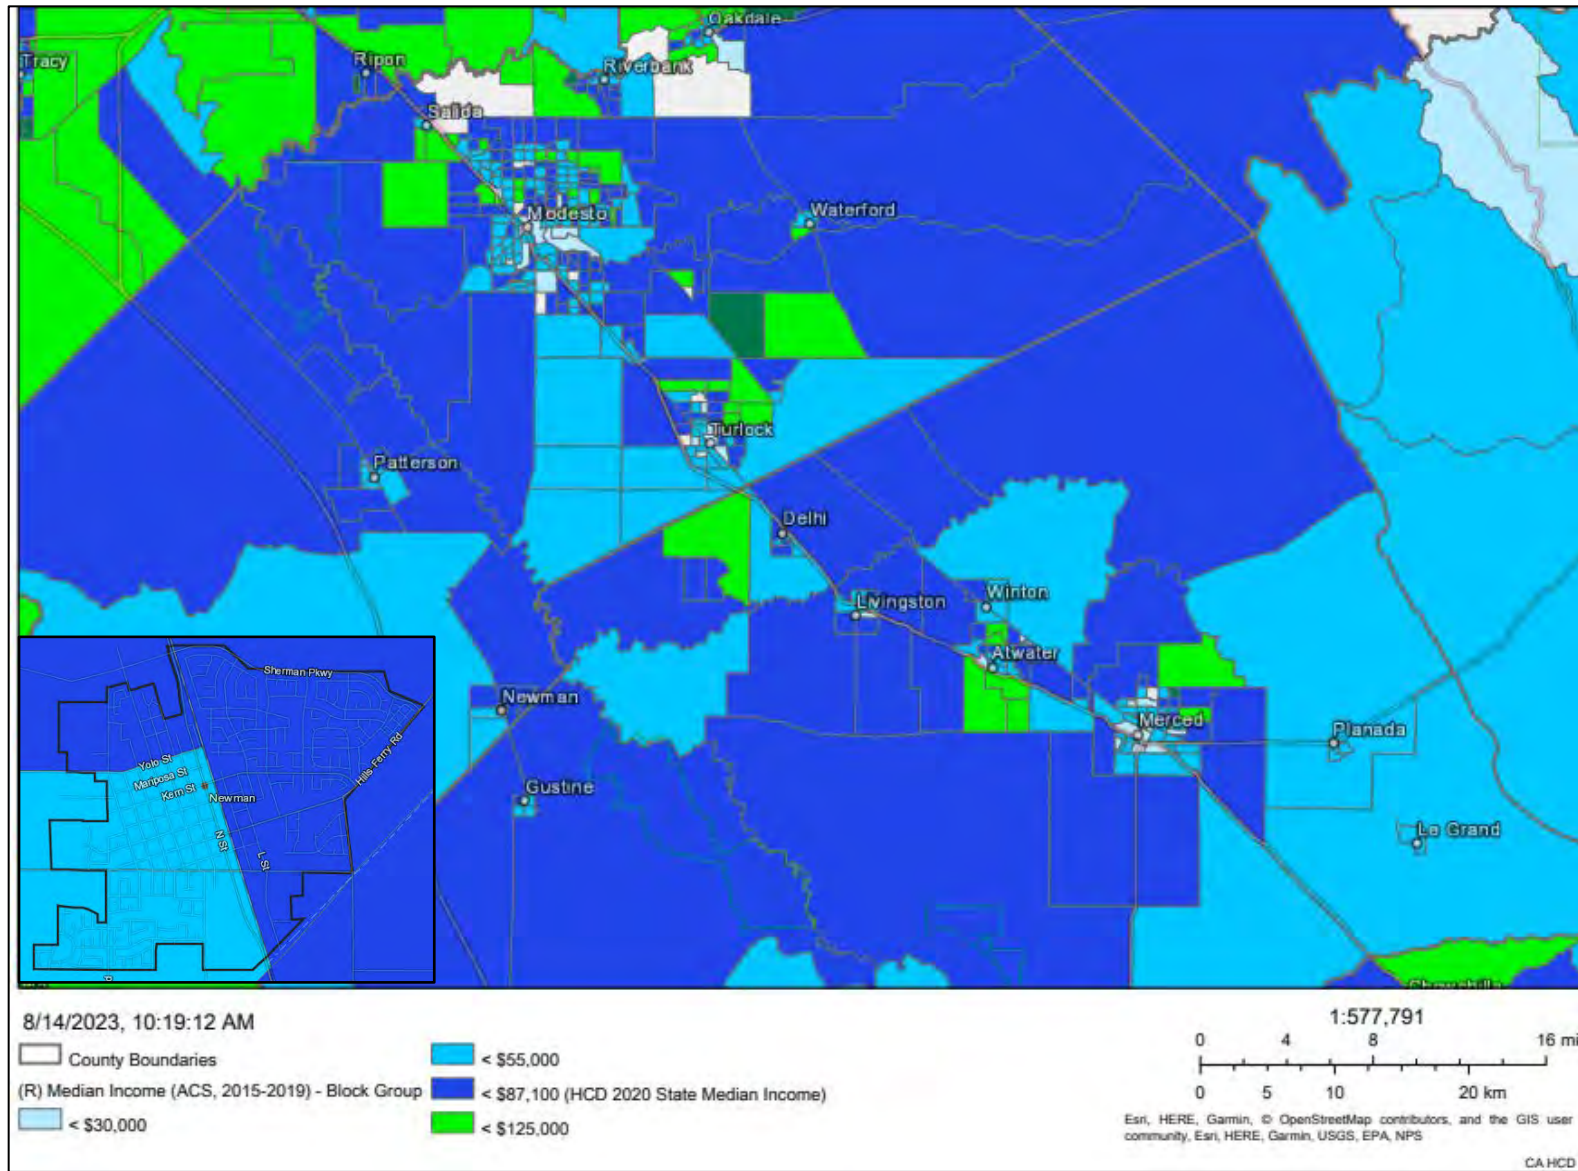 Oakdale
Tracy
Ripon
Riverbank
Salida
Modesto
Waterford
Turlock
Patterson
Delhi
Livingston
Winton
Atwater
Newman
Merced
Planada
Gustine
Le Grand
Chowchilla
Sherman Pkwy
Hills-Ferry Rd
Yolo St
Mariposa St
Kern St
Newman
N St
L St
8/14/2023, 10:19:12 AM
County Boundaries
(R) Median Income (ACS, 2015-2019) - Block Group
< $30,000
< $55,000
< $87,100 (HCD 2020 State Median Income)
< $125,000
1:577,791
0 4 8 16 mi
0 5 10 20 km
Esri, HERE, Garmin, © OpenStreetMap contributors, and the GIS user
community, Esri, HERE, Garmin, USGS, EPA, NPS
CA HCD